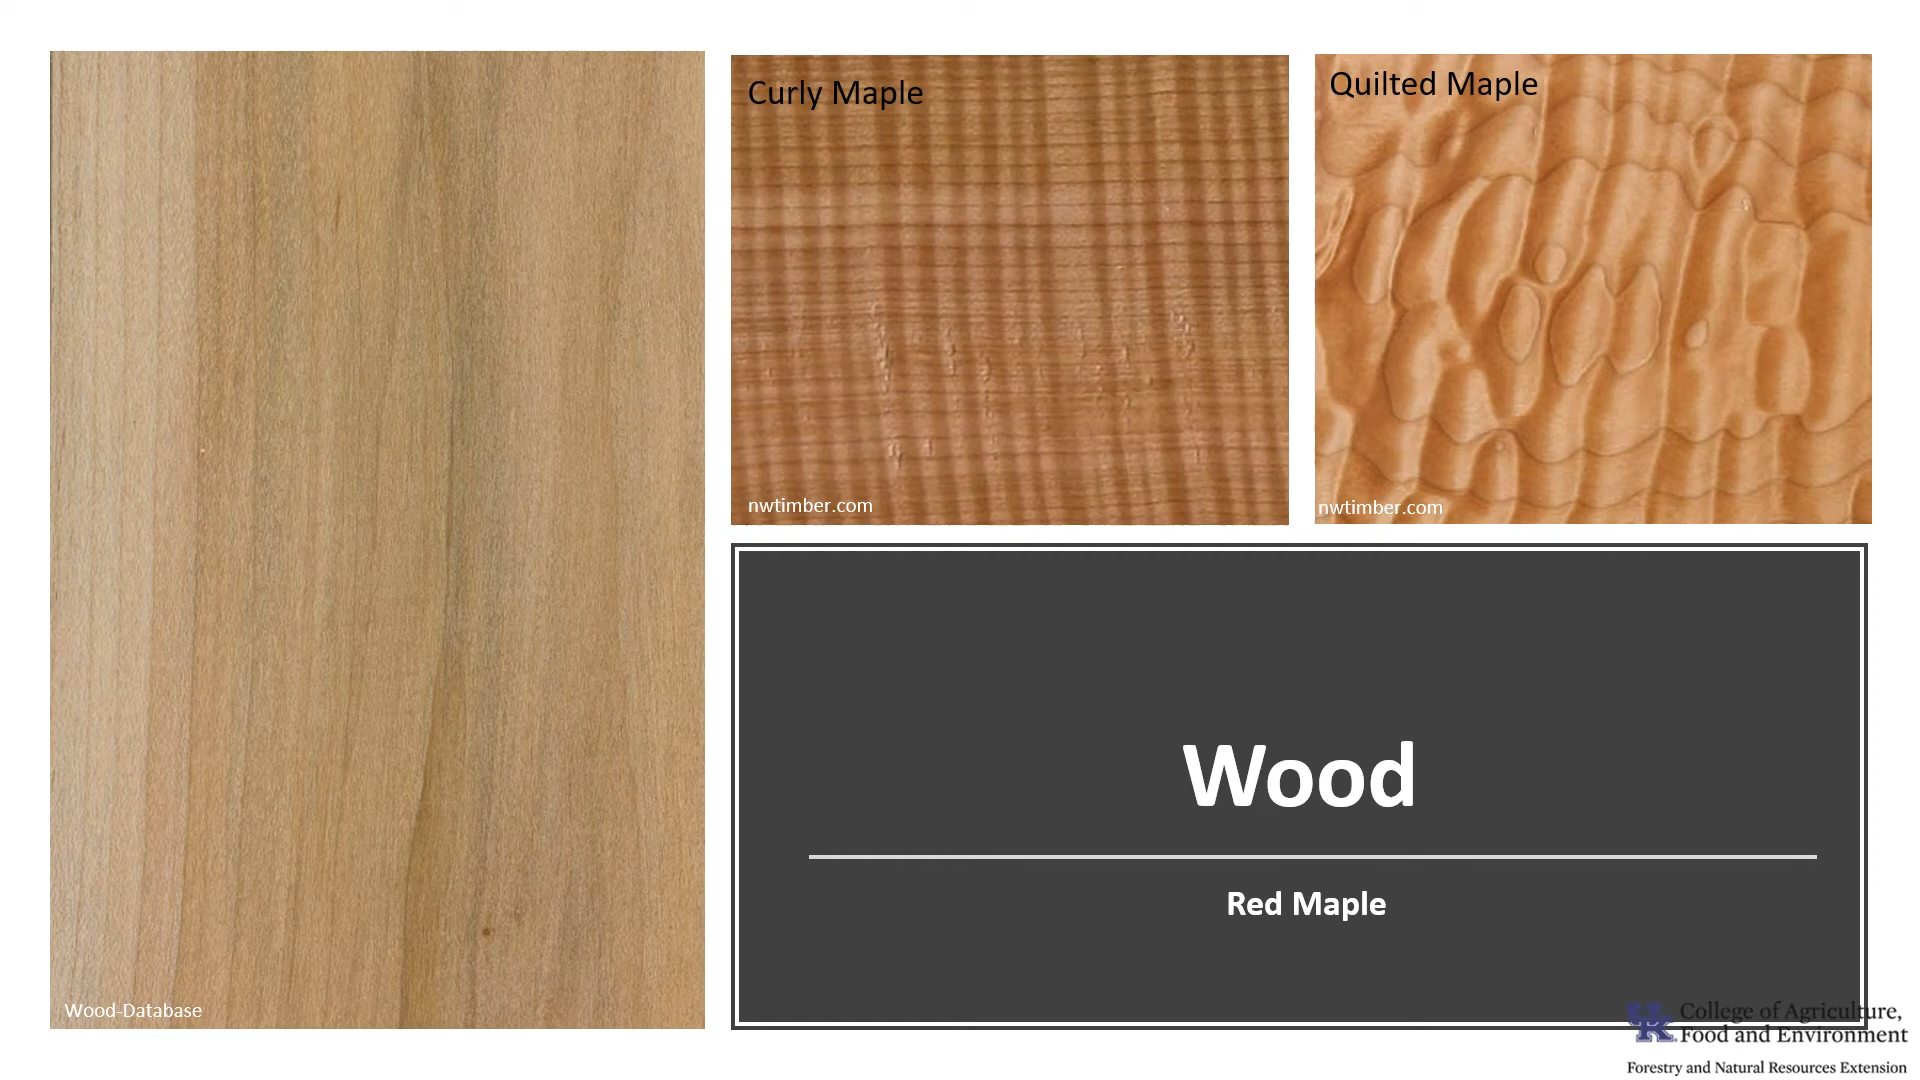 Curly Maple
Quilted Maple
nwtimber.com
nwtimber.com
Wood
Red Maple
Wood-Database
UK College of Agriculture,
Food and Environment
Forestry and Natural Resources Extension